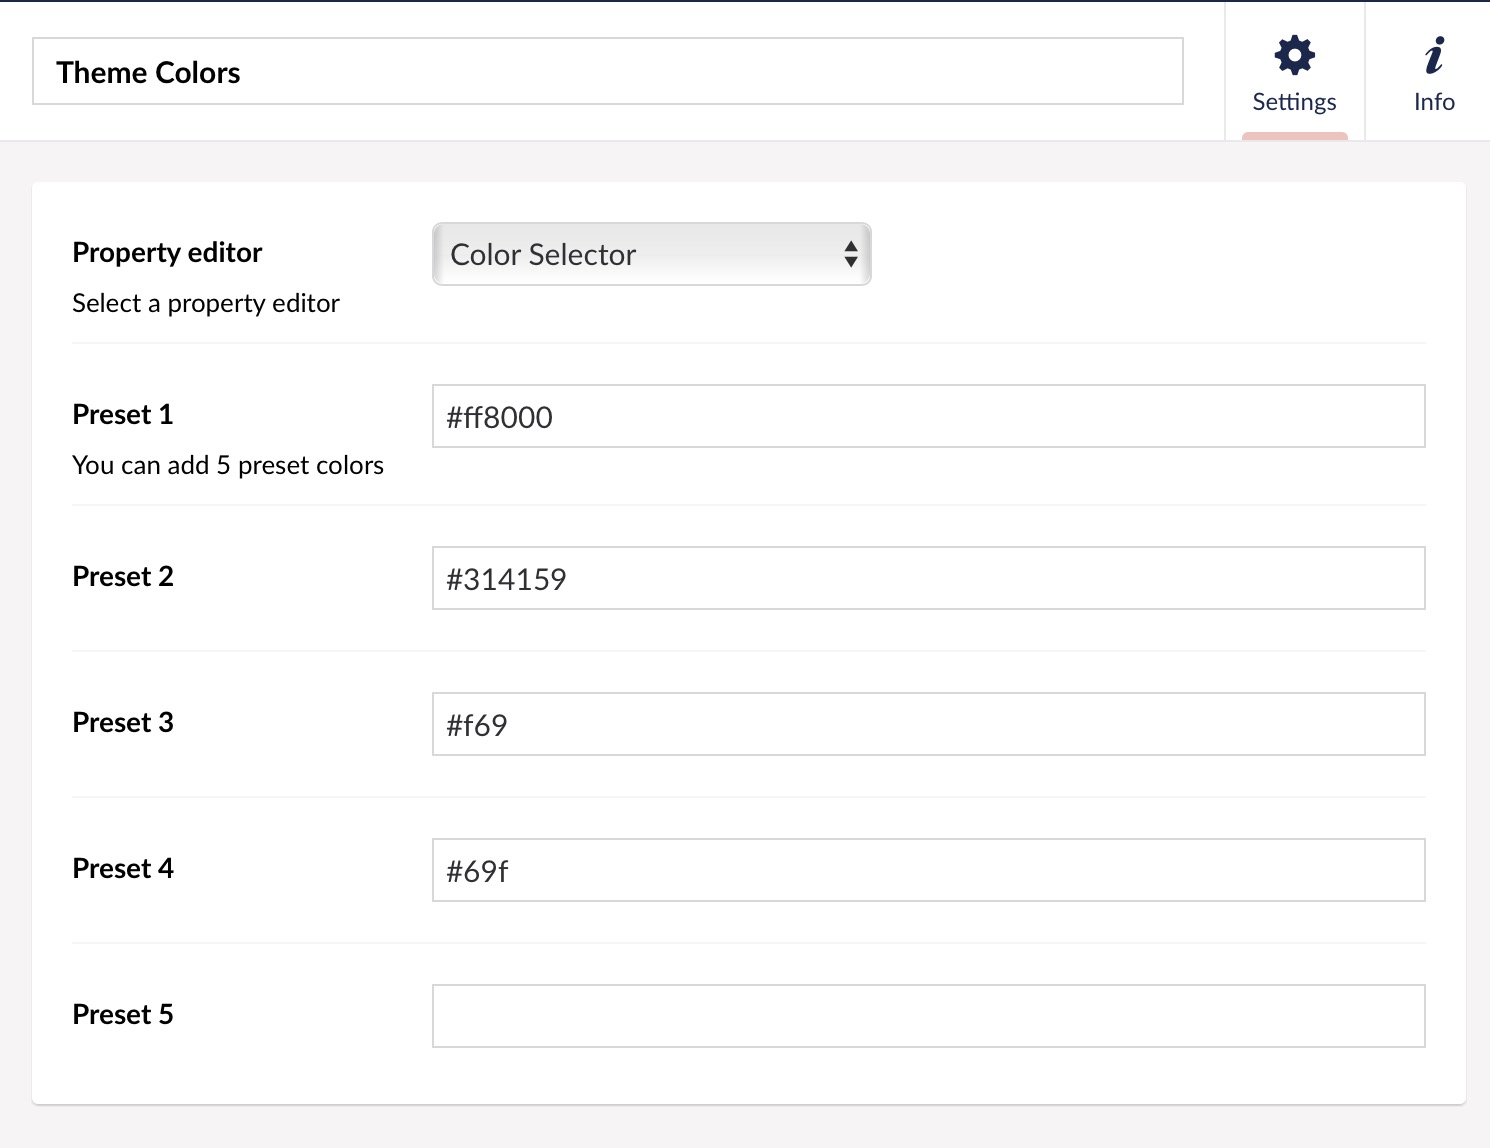 Theme Colors
Settings
Info
Property editor
Color Selector
Select a property editor
Preset 1
#ff8000
You can add 5 preset colors
Preset 2
#314159
Preset 3
#f69
Preset 4
#69f
Preset 5